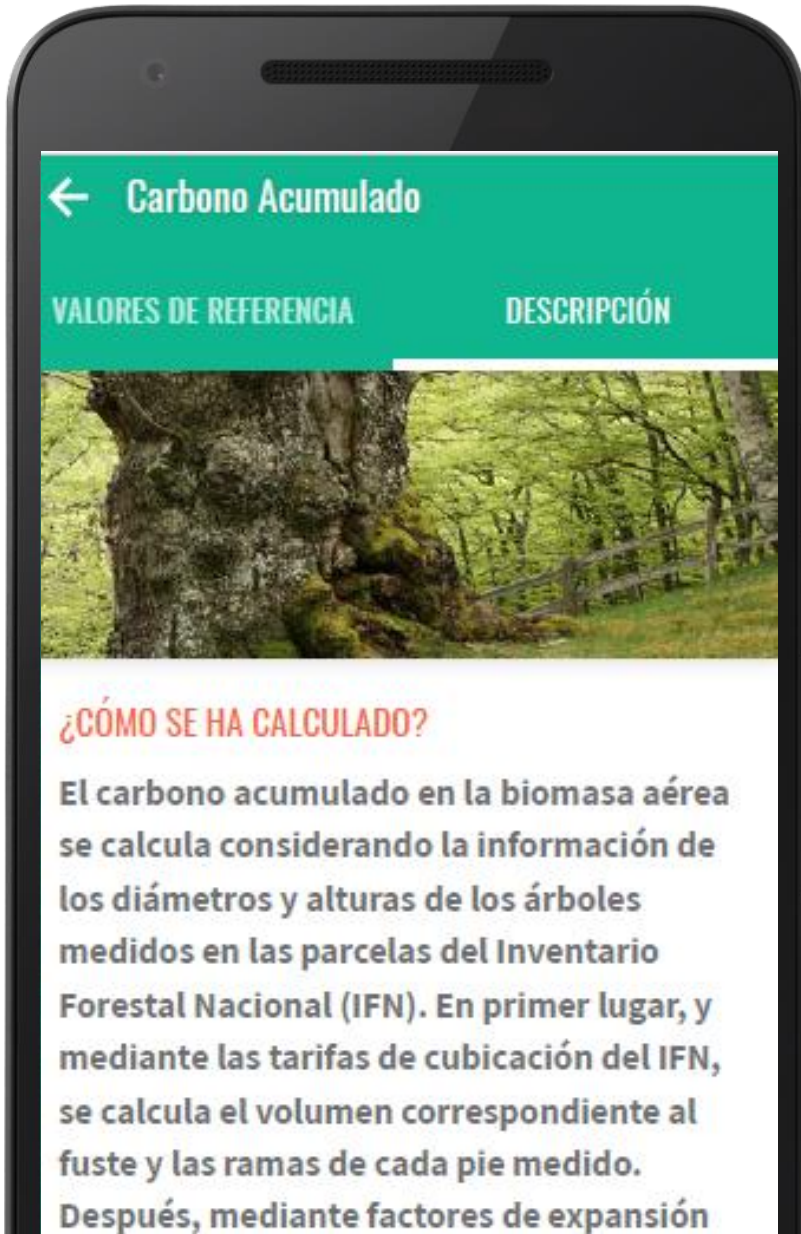 Carbono Acumulado
VALORES DE REFERENCIA DESCRIPCIÓN
¿CÓMO SE HA CALCULADO?
El carbono acumulado en la biomasa aérea
se calcula considerando la información de
los diámetros y alturas de los árboles
medidos en las parcelas del Inventario
Forestal Nacional (IFN). En primer lugar, y
mediante las tarifas de cubicación del IFN,
se calcula el volumen correspondiente al
fuste y las ramas de cada pie medido.
Después, mediante factores de expansión